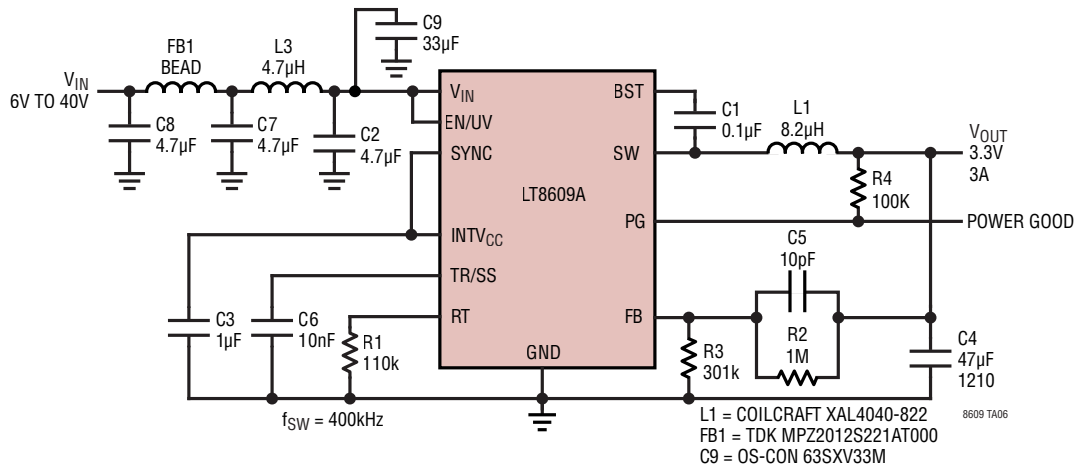 C9
33µF
FB1
BEAD
L3
4.7µH
VIN
6V TO 40V
C8
4.7µF
C7
4.7µF
C2
4.7µF
VIN
EN/UV
SYNC
INTVCC
TR/SS
RT
LT8609A
GND
BST
SW
PG
FB
C1
0.1µF
L1
8.2µH
VOUT
3.3V
3A
R4
100K
POWER GOOD
C5
10pF
R2
1M
C3
1µF
C6
10nF
R1
110k
R3
301k
C4
47µF
1210
fSW = 400kHz
L1 = COILCRAFT XAL4040-822
FB1 = TDK MPZ2012S221AT000
C9 = OS-CON 63SXV33M
8609 TA06